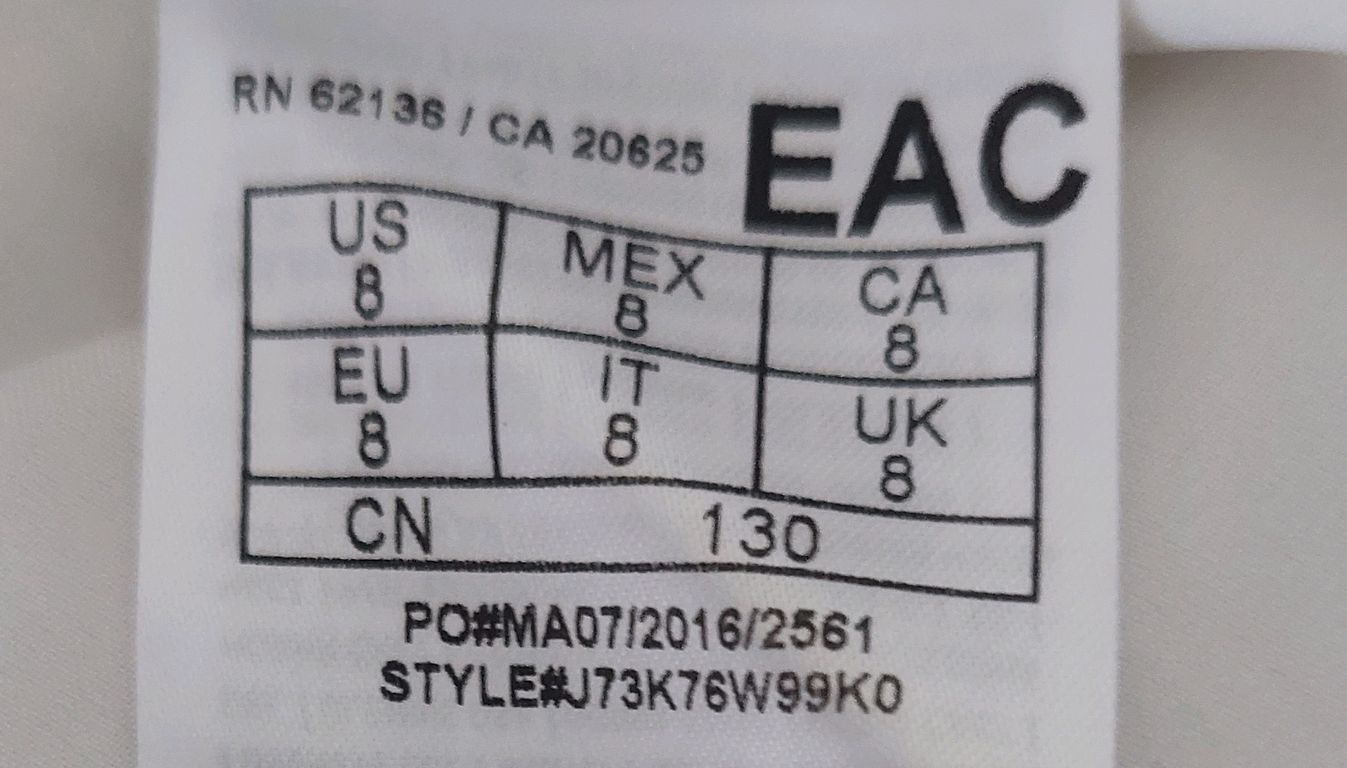 RN 62136 / CA 20625
EAC
US MEX CA
8 8 8
EU IT UK
8 8 8
CN 130
PO#MA07/2016/2561
STYLE#J73K76W99K0